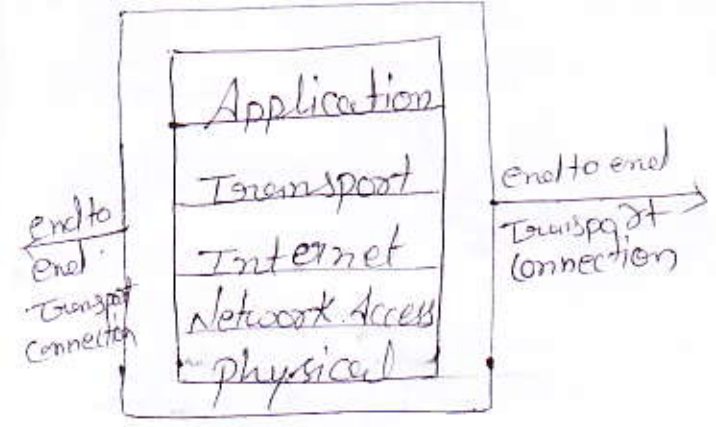 Application
Transport
Internet
Network Access
Physical
end to
end
Transport
Connection
end to end
Transport
Connection